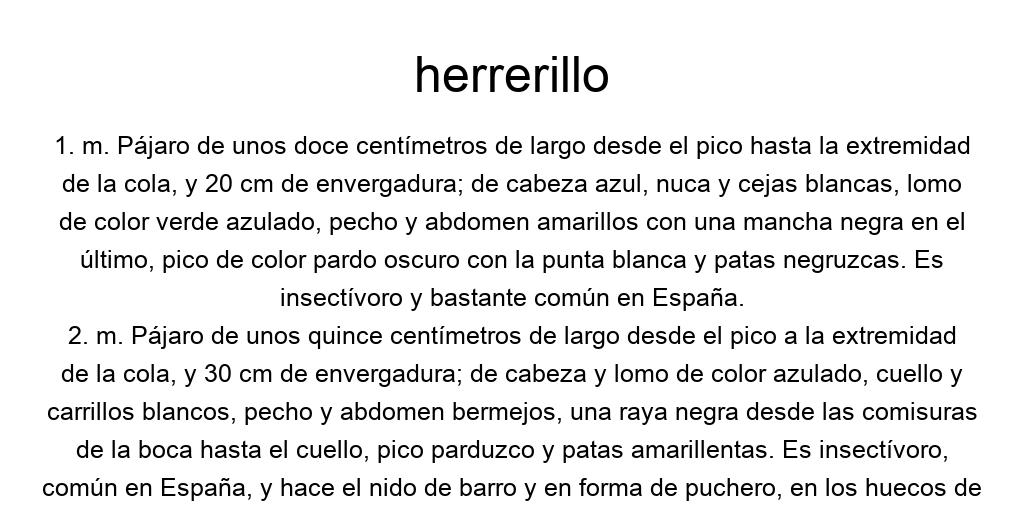 herrerillo
1. m. Pájaro de unos doce centímetros de largo desde el pico hasta la extremidad
de la cola, y 20 cm de envergadura; de cabeza azul, nuca y cejas blancas, lomo
de color verde azulado, pecho y abdomen amarillos con una mancha negra en el
último, pico de color pardo oscuro con la punta blanca y patas negruzcas. Es
insectívoro y bastante común en España.
2. m. Pájaro de unos quince centímetros de largo desde el pico a la extremidad
de la cola, y 30 cm de envergadura; de cabeza y lomo de color azulado, cuello y
carrillos blancos, pecho y abdomen bermejos, una raya negra desde las comisuras
de la boca hasta el cuello, pico parduzco y patas amarillentas. Es insectívoro,
común en España, y hace el nido de barro y en forma de puchero, en los huecos de